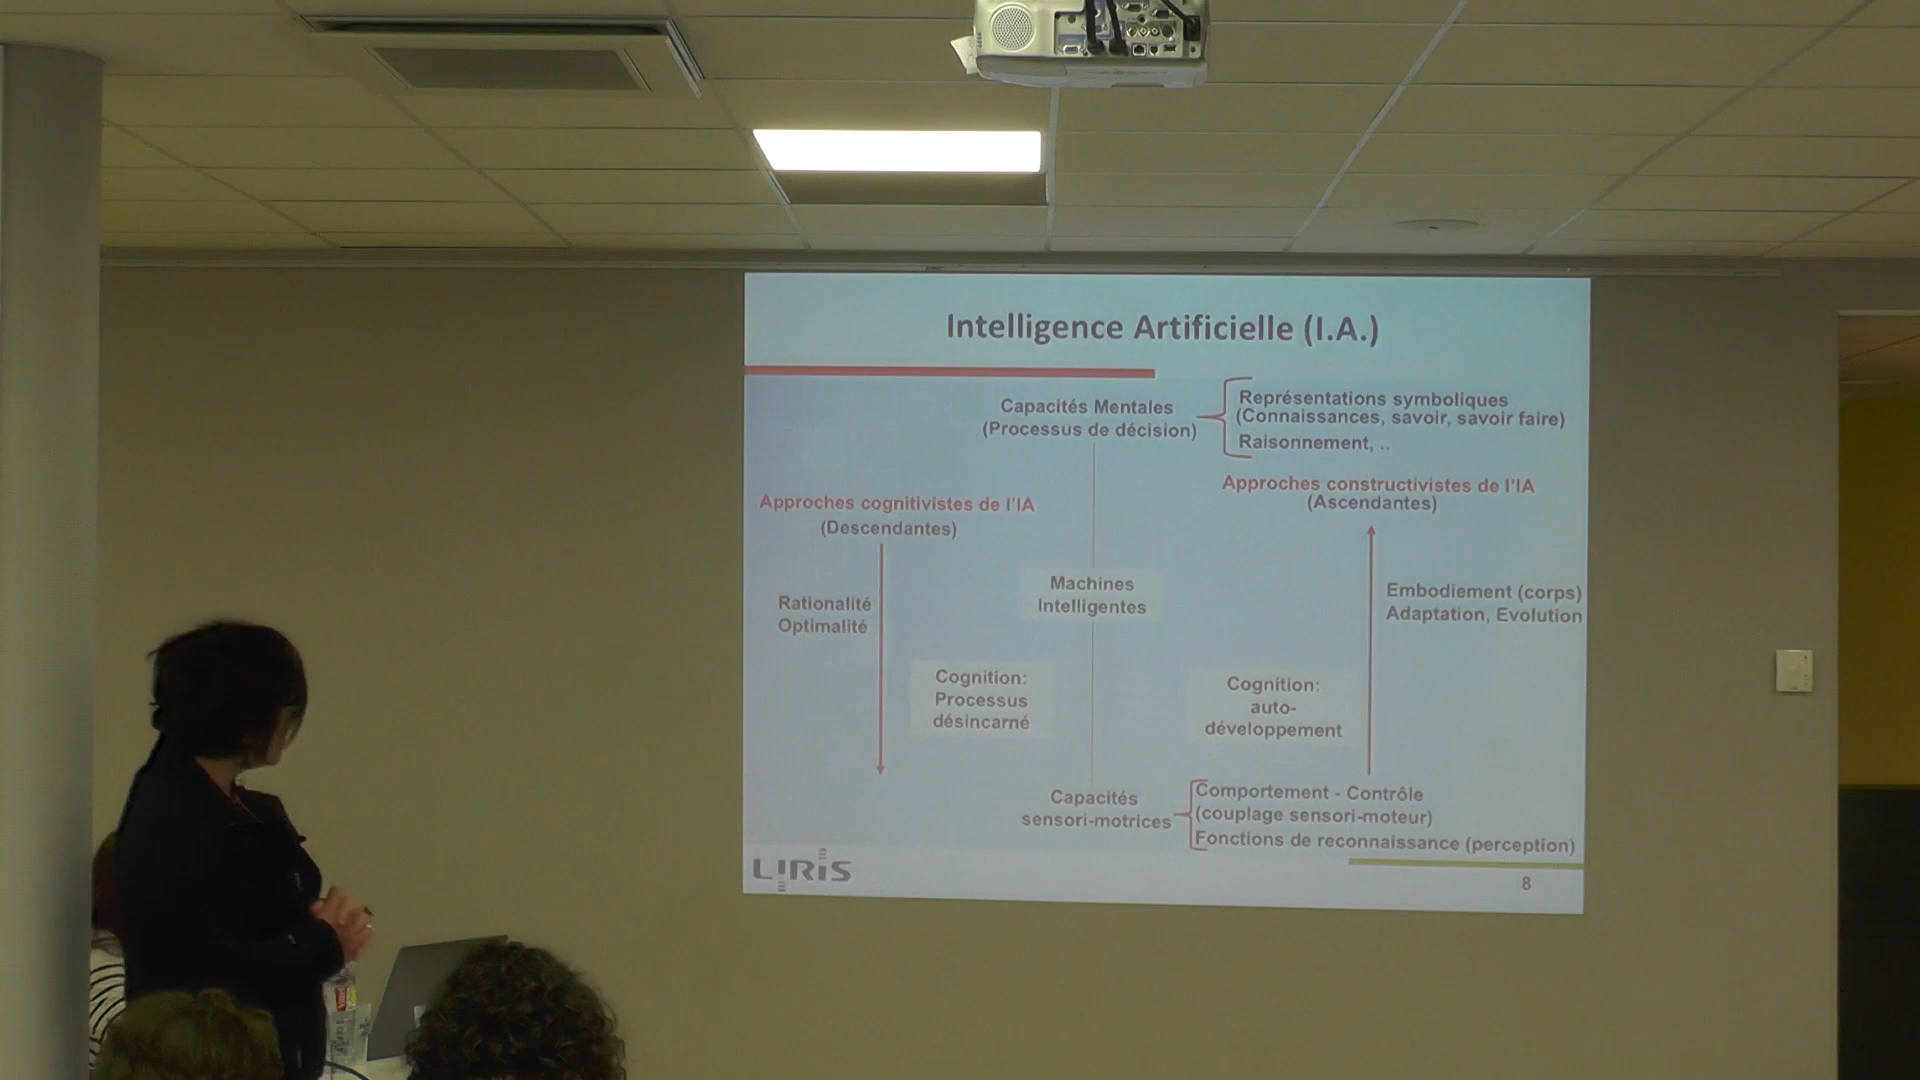 Intelligence Artificielle (I.A.)
Capacités Mentales
(Processus de décision)
Représentations symboliques
(Connaissances, savoir, savoir faire)
Raisonnement, ..
Approches cognitivistes de l'IA
(Descendantes)
Approches constructivistes de l'IA
(Ascendantes)
Rationalité
Optimalité
Machines
Intelligentes
Embodiement (corps)
Adaptation, Evolution
Cognition:
Processus
désincarné
Cognition:
auto-
développement
Capacités
sensori-motrices
Comportement - Contrôle
(couplage sensori-moteur)
Fonctions de reconnaissance (perception)
LIRIS
8